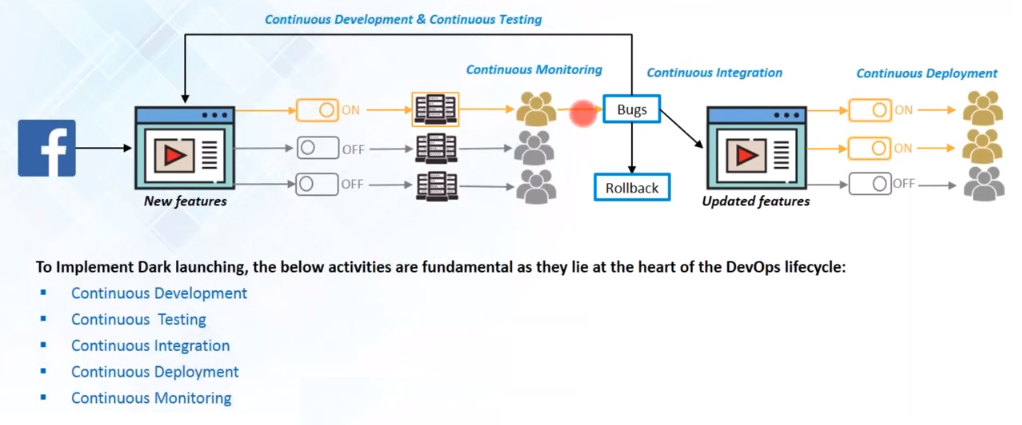 Continuous Development & Continuous Testing
Continuous Monitoring
Continuous Integration
Continuous Deployment
f
ON
OFF
OFF
New features
Bugs
Rollback
ON
ON
OFF
Updated features
To Implement Dark launching, the below activities are fundamental as they lie at the heart of the DevOps lifecycle:
▪ Continuous Development
▪ Continuous  Testing
▪ Continuous Integration
▪ Continuous Deployment
▪ Continuous Monitoring